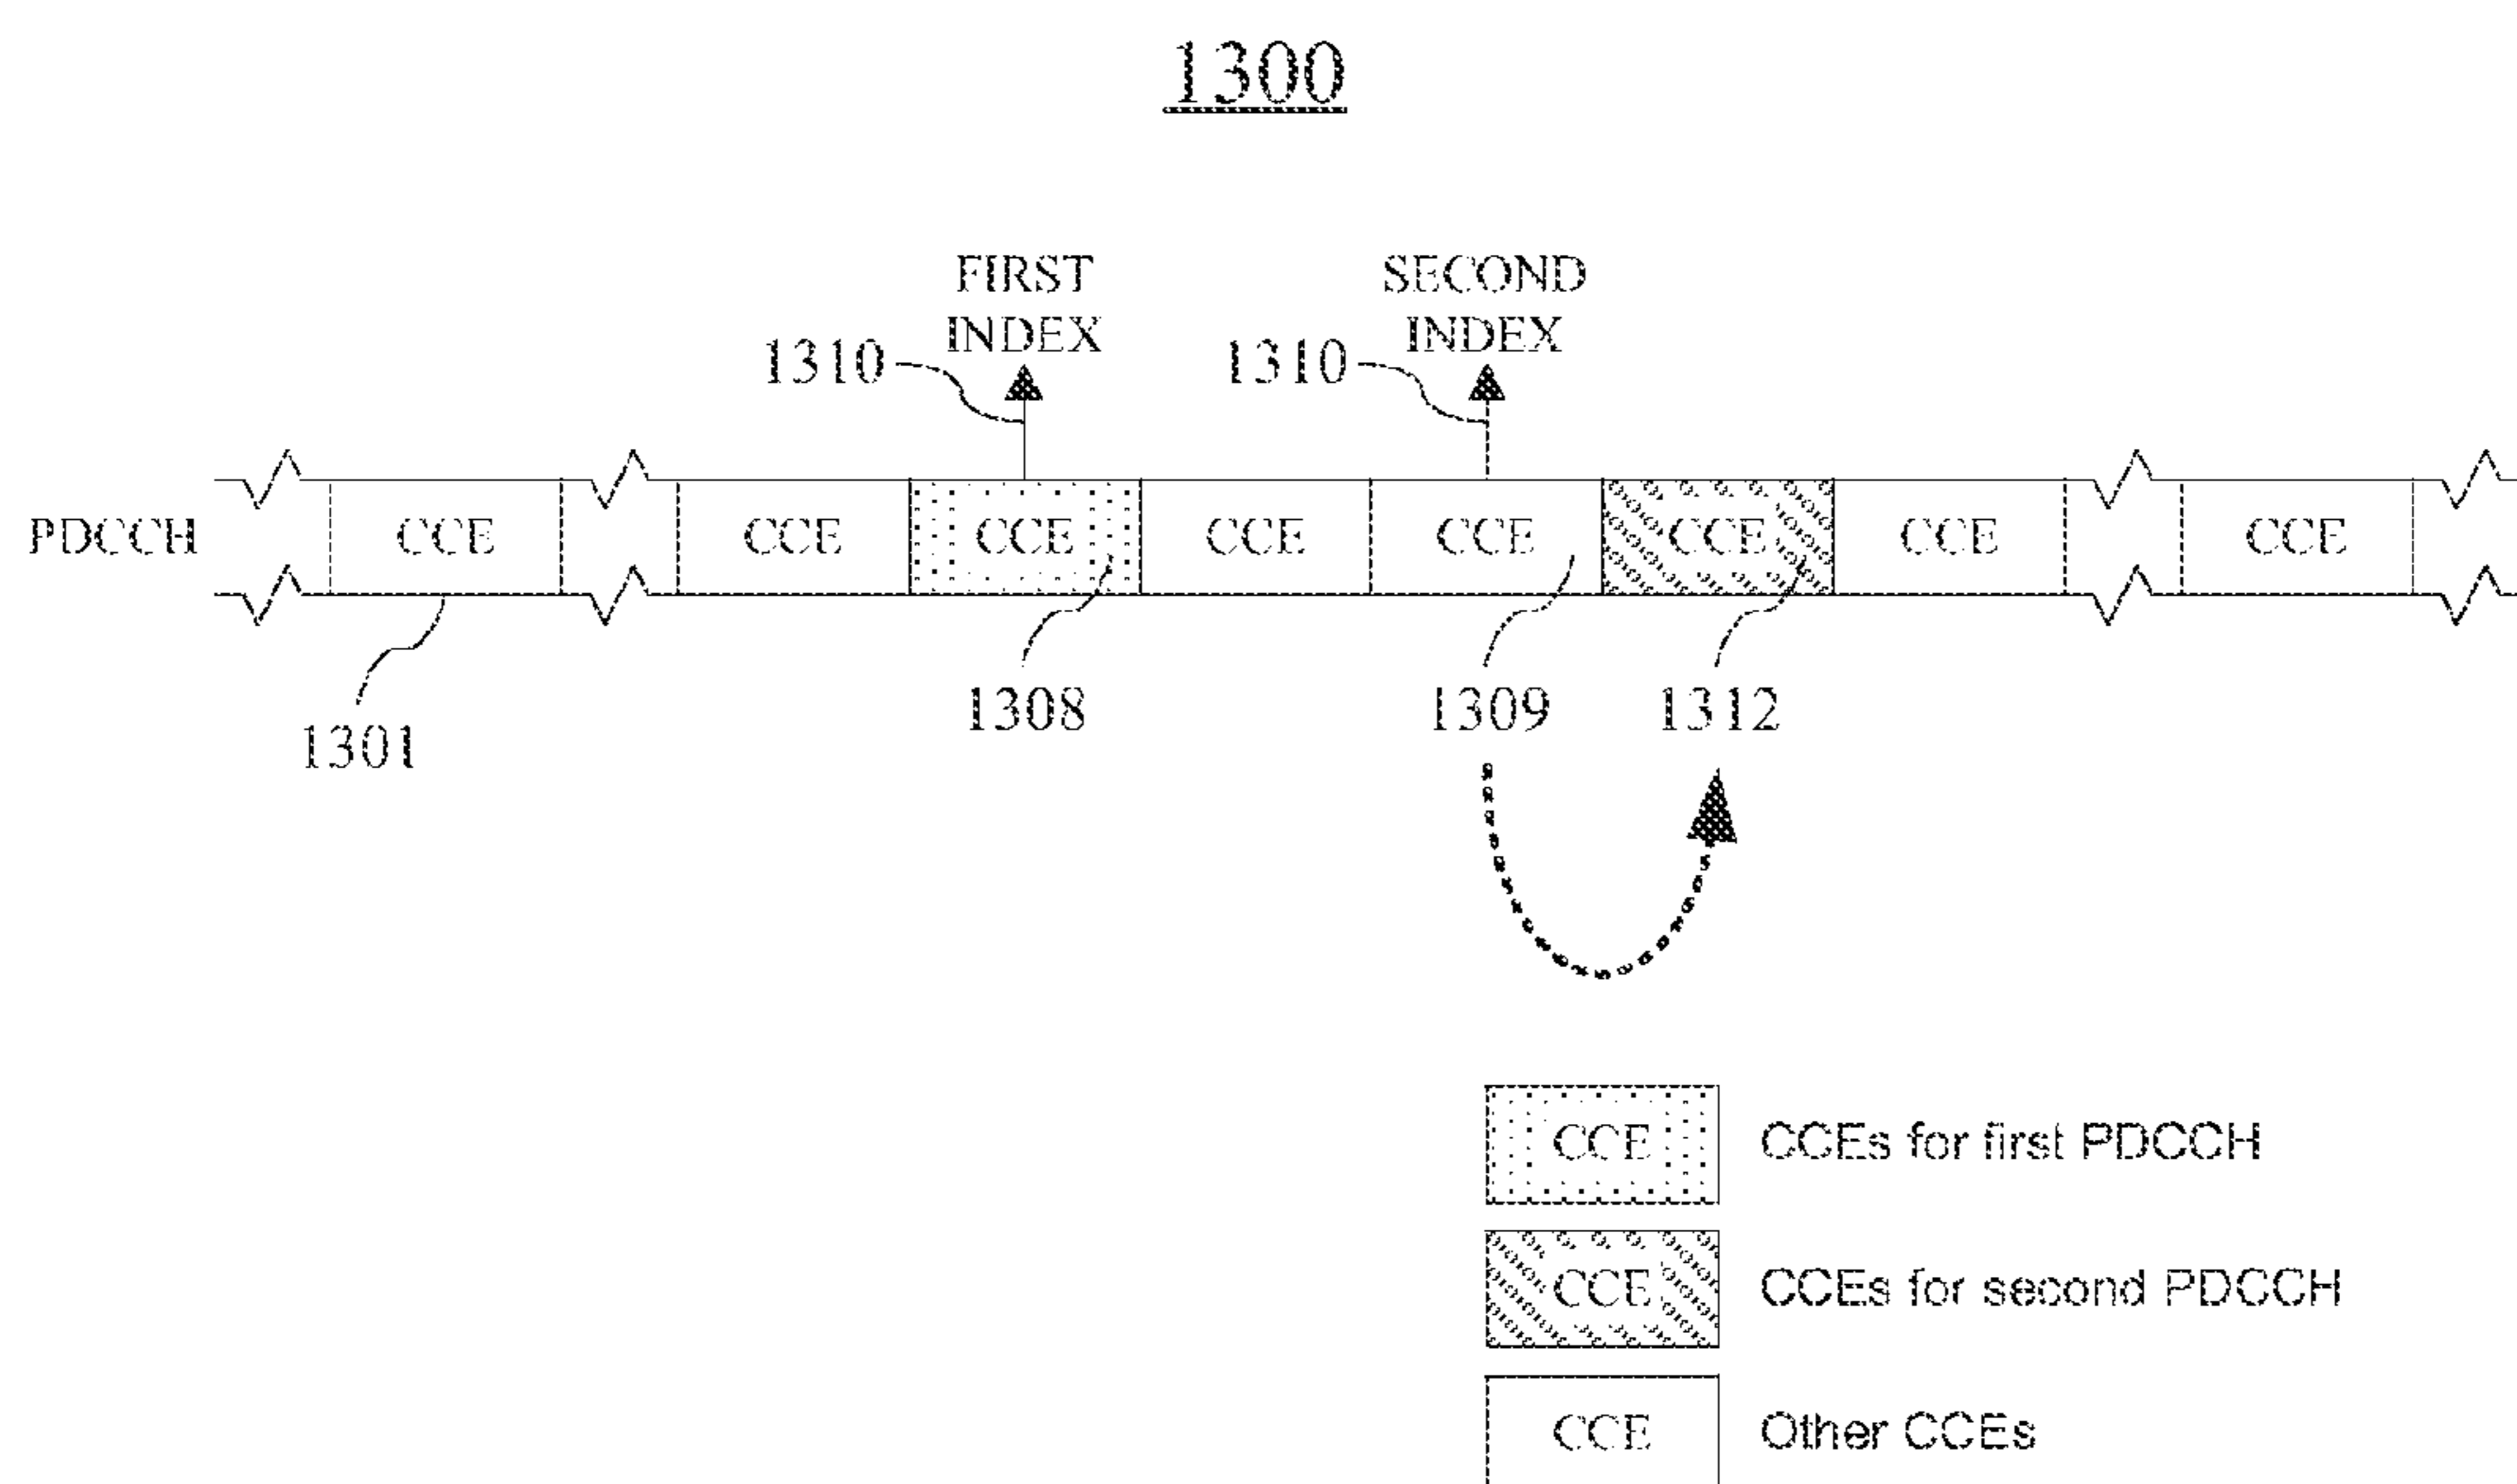 1300
FIRST
INDEX
SECOND
INDEX
1310
1310
PDCCH CCE CCE CCE CCE CCE CCE CCE CCE
1301
1308
1309
1312
CCE CCEs for first PDCCH
CCE CCEs for second PDCCH
CCE Other CCEs